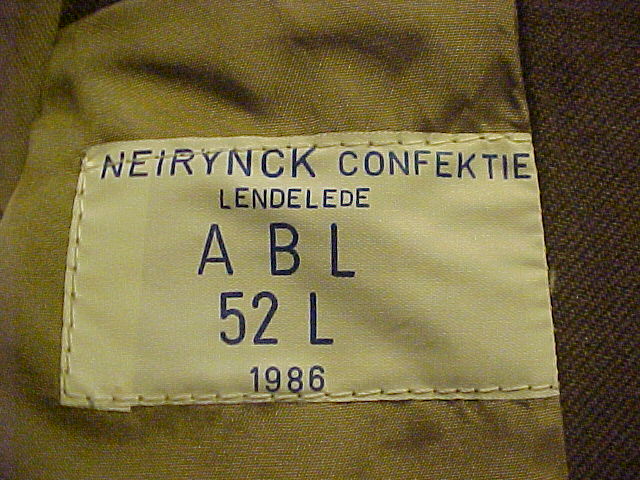 NEIRYNCK CONFEKTIE
LENDELEDE
A B L
52 L
1986